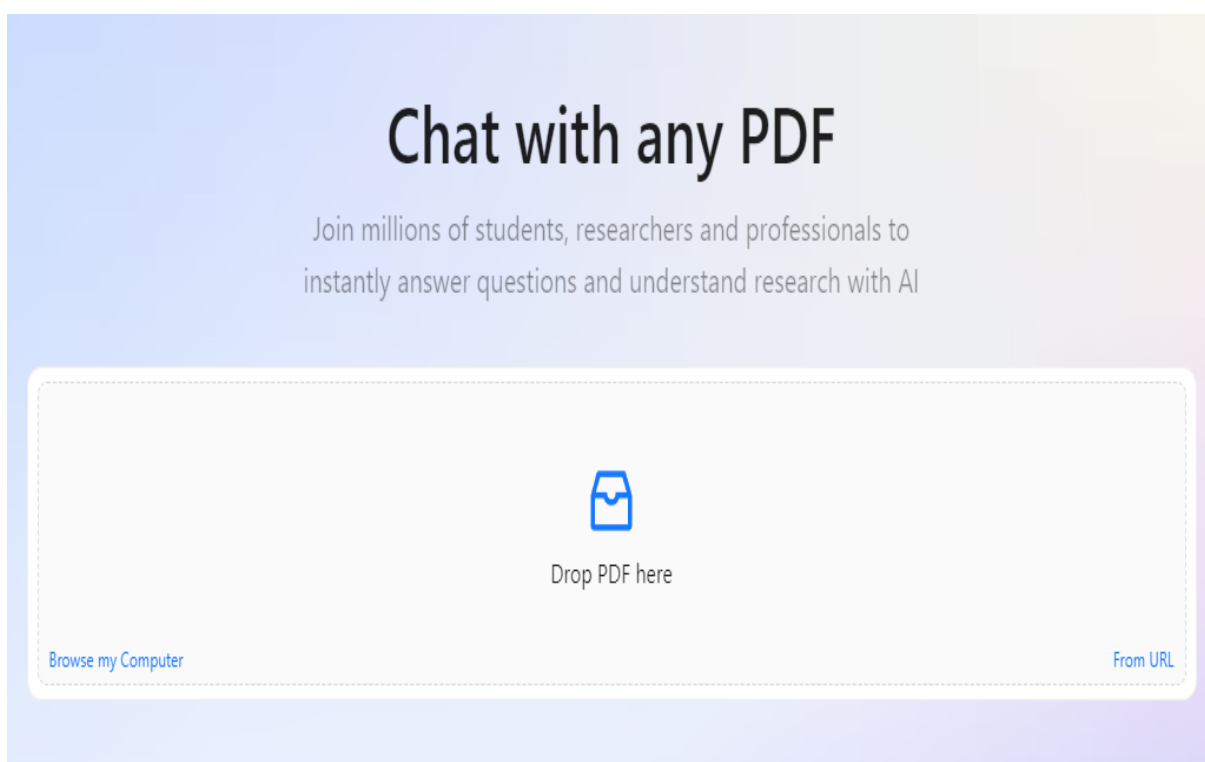 Chat with any PDF
Join millions of students, researchers and professionals to
instantly answer questions and understand research with AI
Drop PDF here
Browse my Computer
From URL